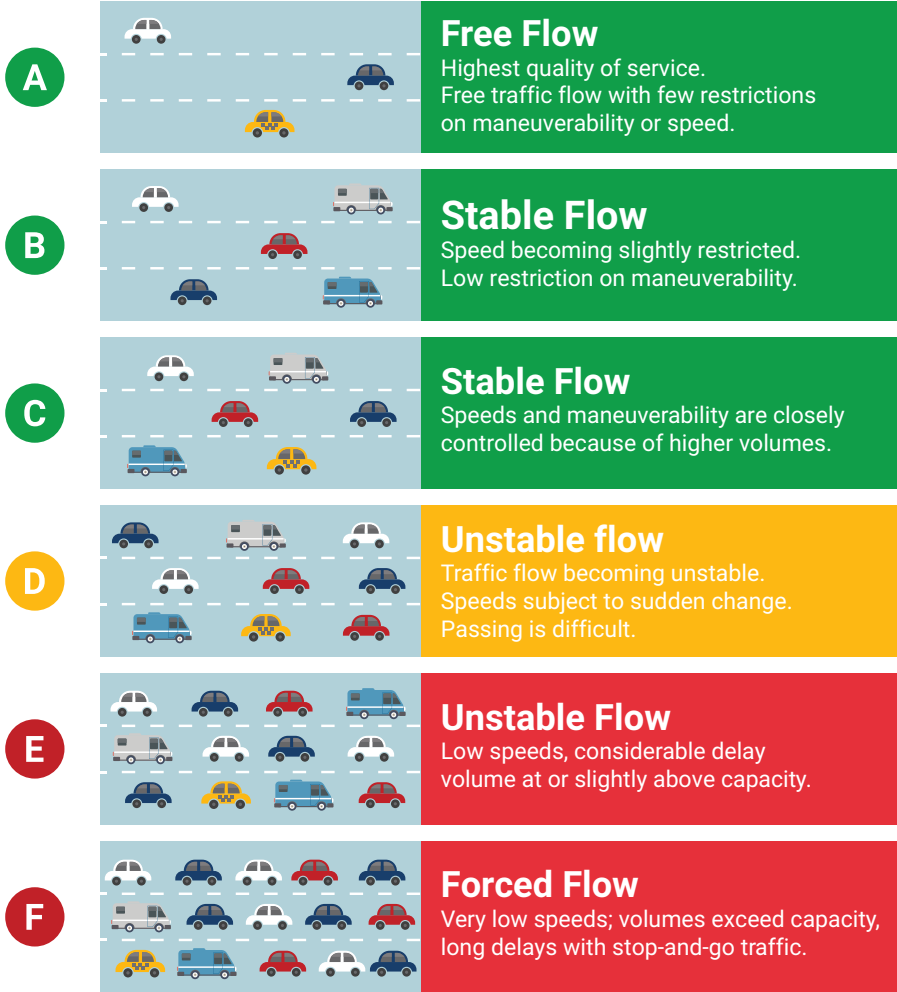 A
Free Flow
Highest quality of service.
Free traffic flow with few restrictions
on maneuverability or speed.
B
Stable Flow
Speed becoming slightly restricted.
Low restriction on maneuverability.
C
Stable Flow
Speeds and maneuverability are closely
controlled because of higher volumes.
D
Unstable flow
Traffic flow becoming unstable.
Speeds subject to sudden change.
Passing is difficult.
E
Unstable Flow
Low speeds, considerable delay
volume at or slightly above capacity.
F
Forced Flow
Very low speeds; volumes exceed capacity,
long delays with stop-and-go traffic.